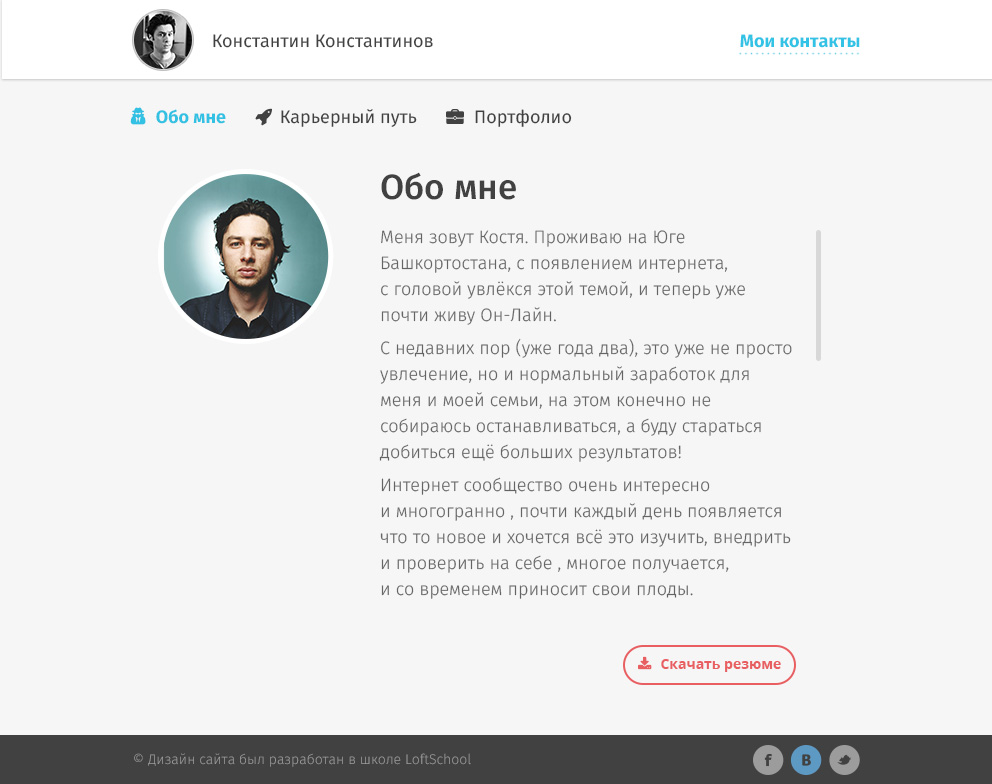 Константин Константинов
Мои контакты
Обо мне
Карьерный путь
Портфолио
Обо мне
Меня зовут Костя. Проживаю на Юге
Башкортостана, с появлением интернета,
с головой увлёкся этой темой, и теперь уже
почти живу Он-Лайн.
С недавних пор (уже года два), это уже не просто
увлечение, но и нормальный заработок для
меня и моей семьи, на этом конечно не
собираюсь останавливаться, а буду стараться
добиться ещё больших результатов!
Интернет сообщество очень интересно
и многогранно , почти каждый день появляется
что то новое и хочется всё это изучить, внедрить
и проверить на себе , многое получается,
и со временем приносит свои плоды.
Скачать резюме
© Дизайн сайта был разработан в школе LoftSchool
f
B